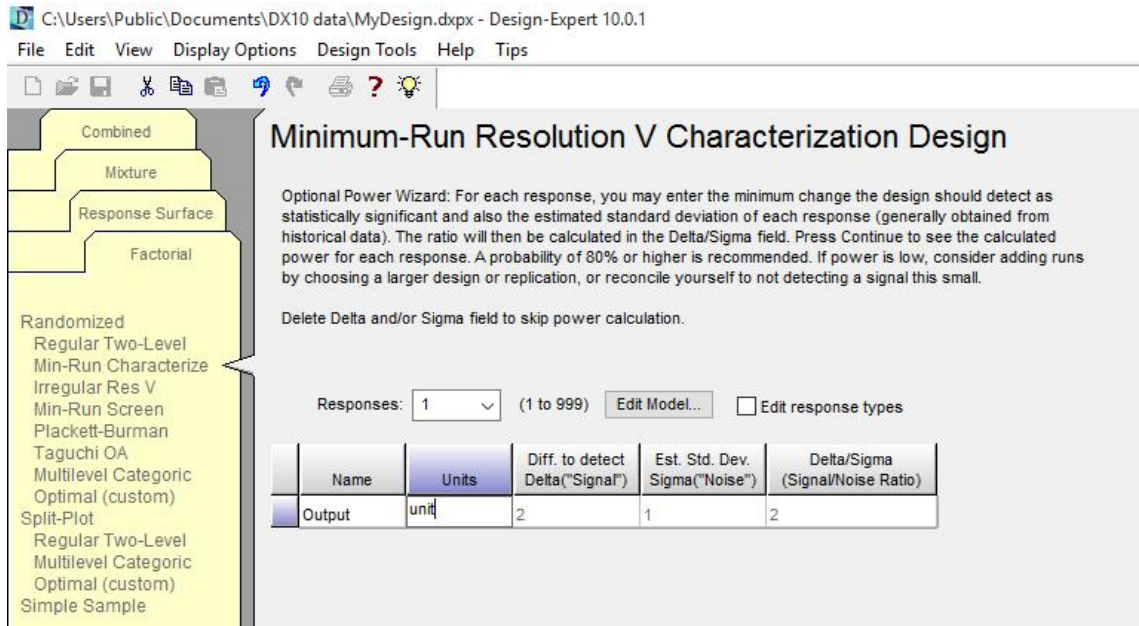 C:\Users\Public\Documents\DX10 data\MyDesign.dxpx - Design-Expert 10.0.1
File Edit View Display Options Design Tools Help Tips
Combined
Mixture
Response Surface
Factorial
Randomized
Regular Two-Level
Min-Run Characterize
Irregular Res V
Min-Run Screen
Plackett-Burman
Taguchi OA
Multilevel Categoric
Optimal (custom)
Split-Plot
Regular Two-Level
Multilevel Categoric
Optimal (custom)
Simple Sample
Minimum-Run Resolution V Characterization Design
Optional Power Wizard: For each response, you may enter the minimum change the design should detect as
statistically significant and also the estimated standard deviation of each response (generally obtained from
historical data). The ratio will then be calculated in the Delta/Sigma field. Press Continue to see the calculated
power for each response. A probability of 80% or higher is recommended. If power is low, consider adding runs
by choosing a larger design or replication, or reconcile yourself to not detecting a signal this small.
Delete Delta and/or Sigma field to skip power calculation.
Responses: 1 (1 to 999) Edit Model... Edit response types
Name Units Diff. to detect Delta("Signal") Est. Std. Dev. Sigma("Noise") Delta/Sigma (Signal/Noise Ratio)
Output unit 2 1 2